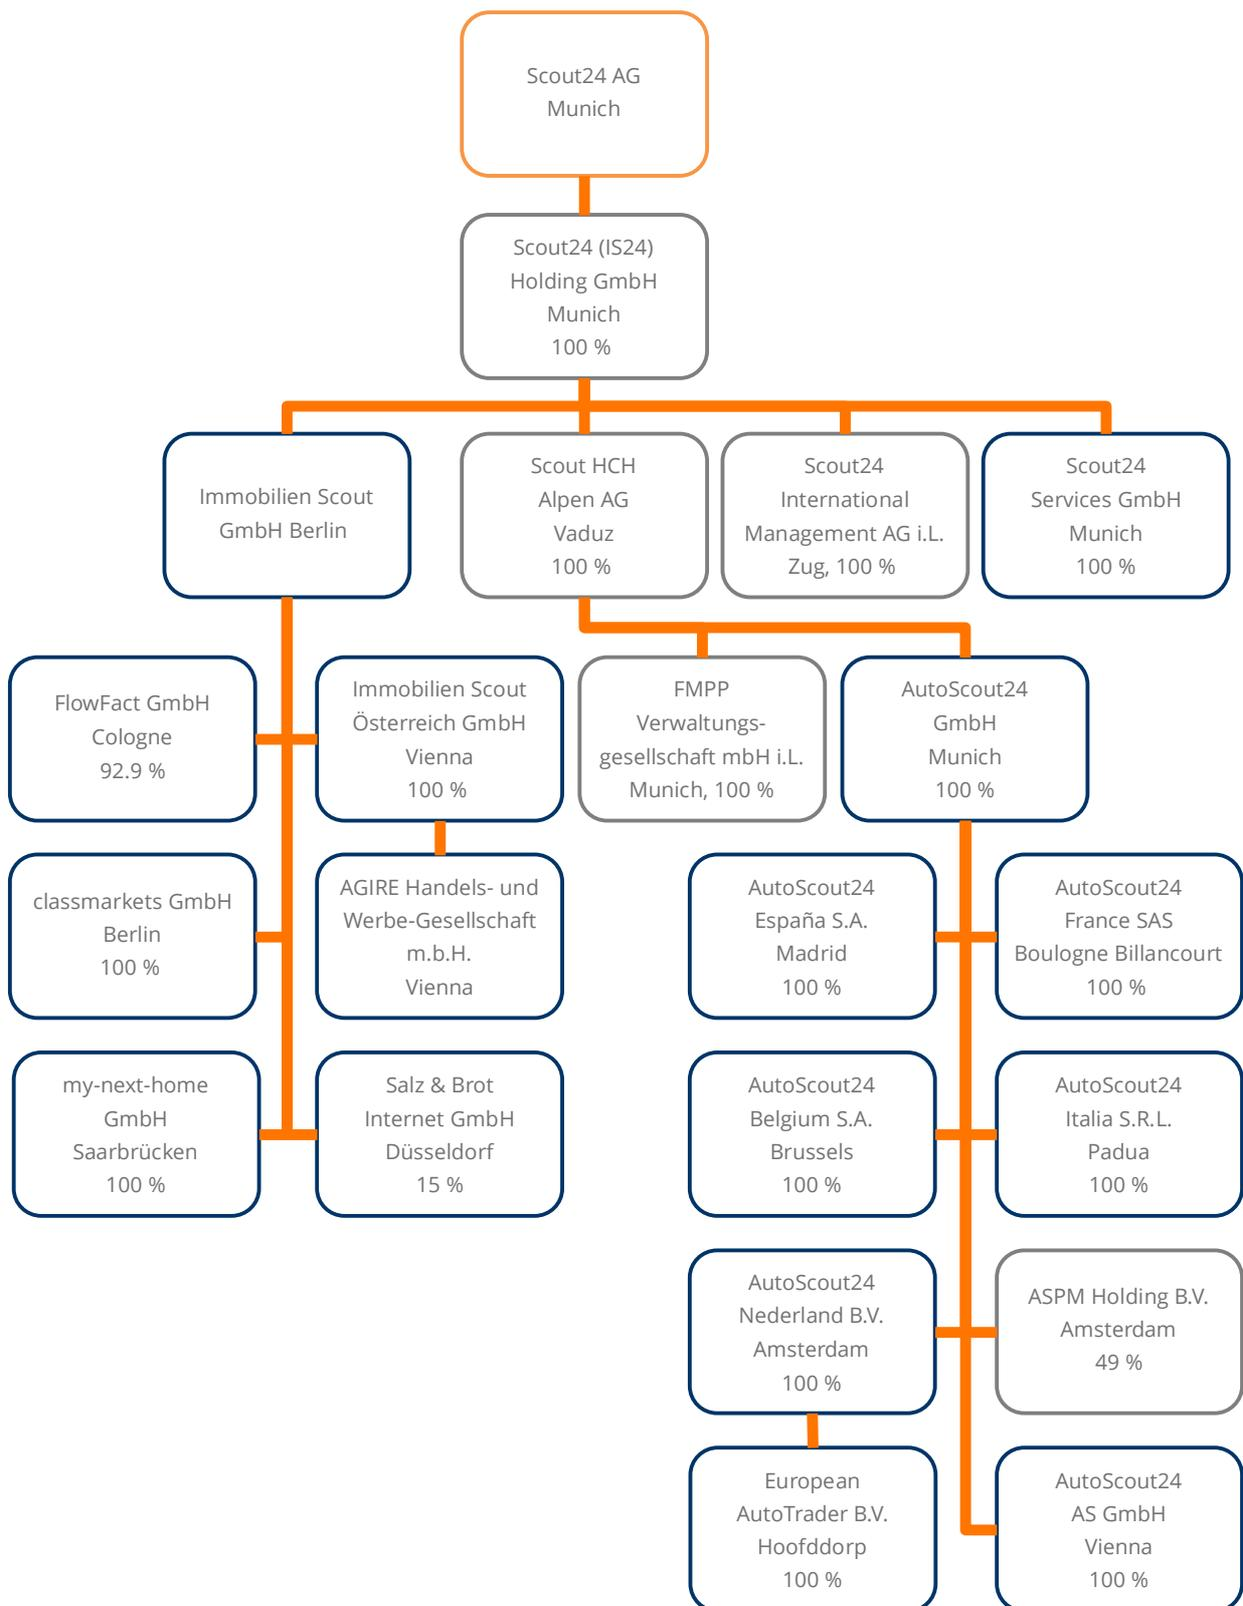 Scout24 AG
Munich
Scout24 (IS24)
Holding GmbH
Munich
100 %
Immobilien Scout
GmbH Berlin
Scout HCH
Alpen AG
Vaduz
100 %
Scout24
International
Management AG i.L.
Zug, 100 %
Scout24
Services GmbH
Munich
100 %
FlowFact GmbH
Cologne
92.9 %
Immobilien Scout
Österreich GmbH
Vienna
100 %
FMPP
Verwaltungs-
gesellschaft mbH i.L.
Munich, 100 %
AutoScout24
GmbH
Munich
100 %
classmarkets GmbH
Berlin
100 %
AGIRE Handels- und
Werbe-Gesellschaft
m.b.H.
Vienna
AutoScout24
España S.A.
Madrid
100 %
AutoScout24
France SAS
Boulogne Billancourt
100 %
my-next-home
GmbH
Saarbrücken
100 %
Salz & Brot
Internet GmbH
Düsseldorf
15 %
AutoScout24
Belgium S.A.
Brussels
100 %
AutoScout24
Italia S.R.L.
Padua
100 %
AutoScout24
Nederland B.V.
Amsterdam
100 %
ASPM Holding B.V.
Amsterdam
49 %
European
AutoTrader B.V.
Hoofddorp
100 %
AutoScout24
AS GmbH
Vienna
100 %